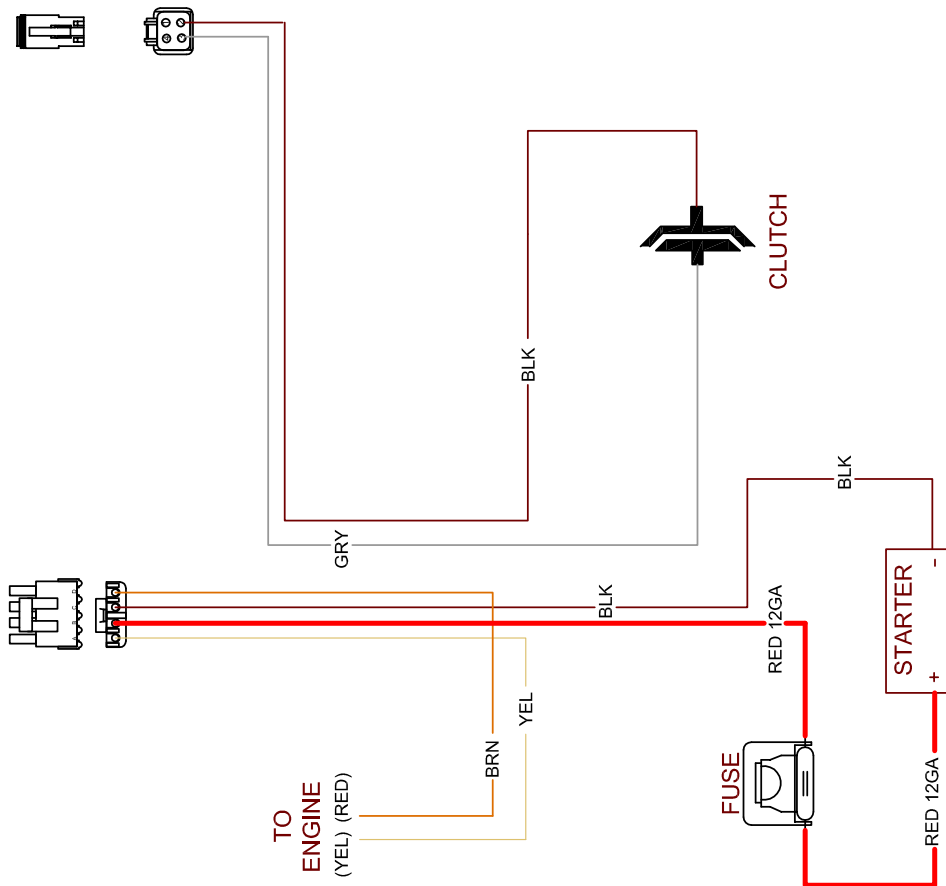 CLUTCH
BLK
GRY
BLK
BLK
RED 12GA
STARTER
- +
YEL
BRN
FUSE
RED 12GA
TO
ENGINE
(YEL) (RED)
A B C D